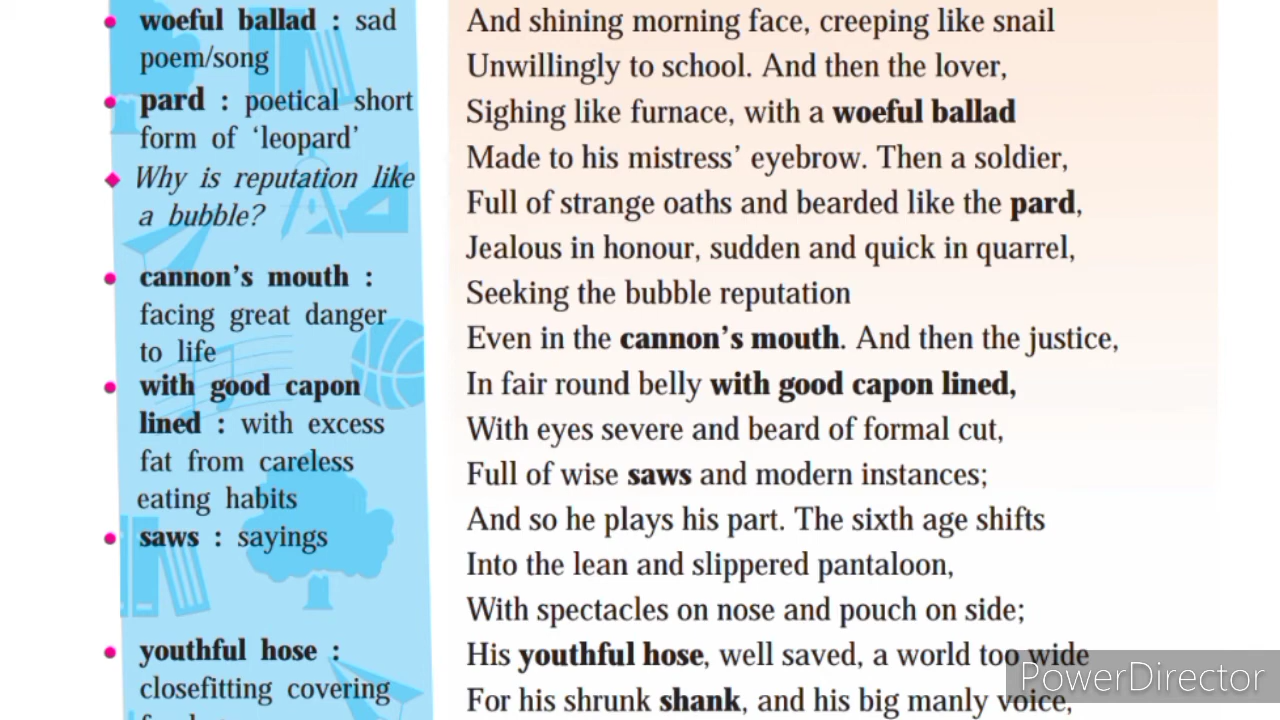 woeful ballad : sad
poem/song
pard : poetical short
form of ‘leopard’
Why is reputation like
a bubble?
cannon’s mouth :
facing great danger
to life
with good capon
lined : with excess
fat from careless
eating habits
saws : sayings
youthful hose :
closefitting covering
And shining morning face, creeping like snail
Unwillingly to school. And then the lover,
Sighing like furnace, with a woeful ballad
Made to his mistress’ eyebrow. Then a soldier,
Full of strange oaths and bearded like the pard,
Jealous in honour, sudden and quick in quarrel,
Seeking the bubble reputation
Even in the cannon’s mouth. And then the justice,
In fair round belly with good capon lined,
With eyes severe and beard of formal cut,
Full of wise saws and modern instances;
And so he plays his part. The sixth age shifts
Into the lean and slippered pantaloon,
With spectacles on nose and pouch on side;
His youthful hose, well saved, a world too wide
For his shrunk shank, and his big manly voice,
PowerDirector